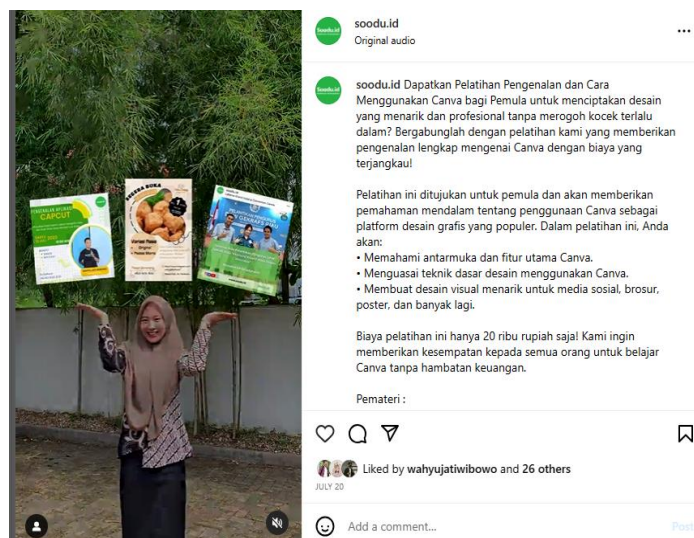 soodu.id
Original audio
soodu.id Dapatkan Pelatihan Pengenalan dan Cara
Menggunakan Canva bagi Pemula untuk menciptakan desain
yang menarik dan profesional tanpa merogoh kocek terlalu
dalam? Bergabunglah dengan pelatihan kami yang memberikan
pengenalan lengkap mengenai Canva dengan biaya yang
terjangkau!
Pelatihan ini ditujukan untuk pemula dan akan memberikan
pemahaman mendalam tentang penggunaan Canva sebagai
platform desain grafis yang populer. Dalam pelatihan ini, Anda
akan:
• Memahami antarmuka dan fitur utama Canva.
• Menguasai teknik dasar desain menggunakan Canva.
• Membuat desain visual menarik untuk media sosial, brosur,
poster, dan banyak lagi.
Biaya pelatihan ini hanya 20 ribu rupiah saja! Kami ingin
memberikan kesempatan kepada semua orang untuk belajar
Canva tanpa hambatan keuangan.
Pemateri :
Liked by wahyujatiwibowo and 26 others
JULY 20
Add a comment...
Post
CAPCUT
Variasi Rasa
Original